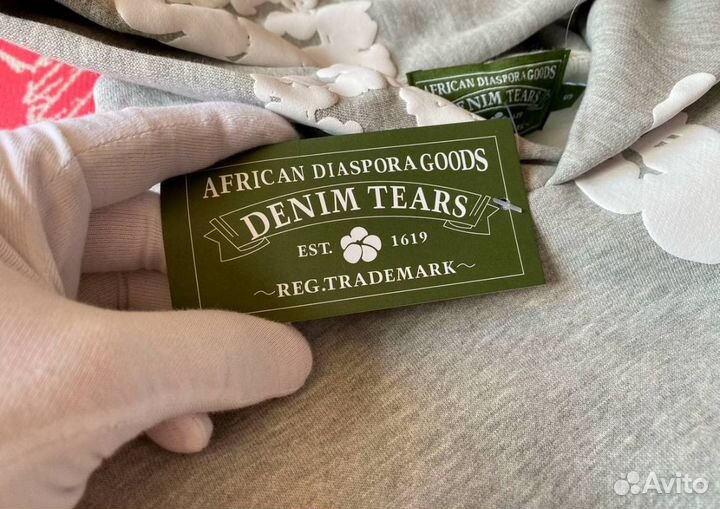 AFRICAN DIASPORA GOODS
DENIM TEARS
AFRICAN DIASPORA GOODS
DENIM TEARS
EST. 1619
REG.TRADEMARK
Avito